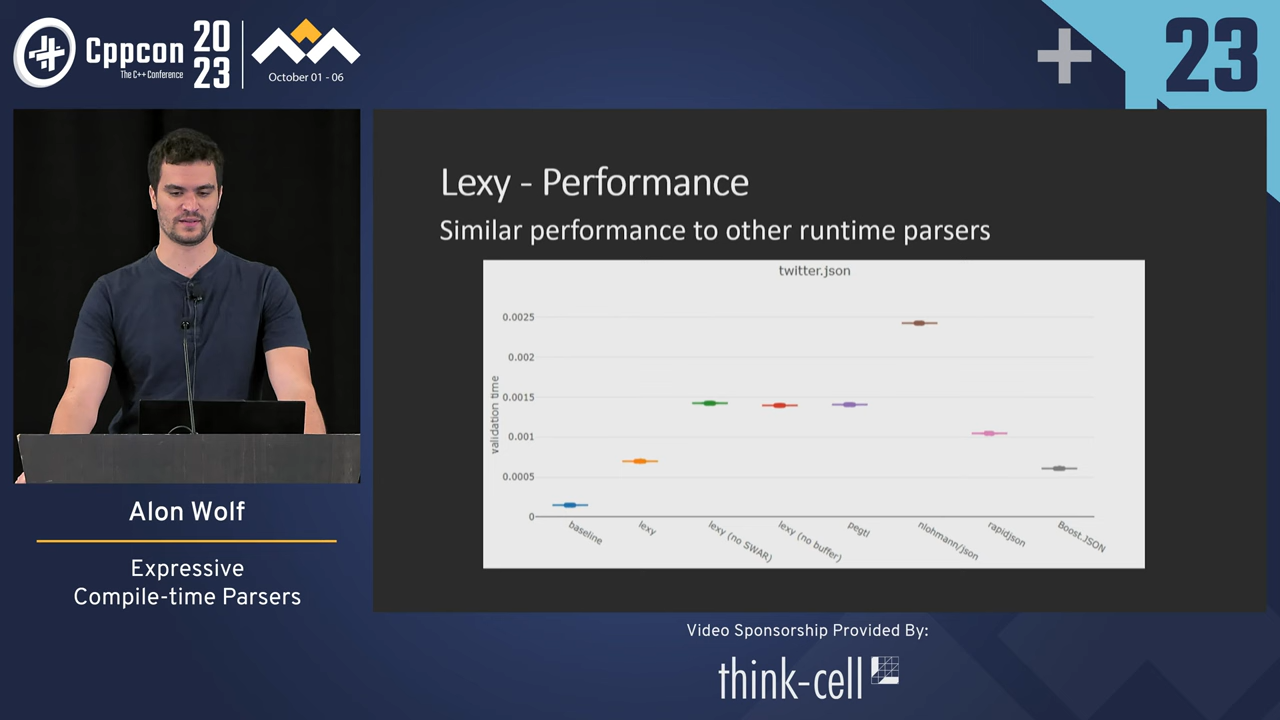 Cppcon
The C++ Conference
20
23
October 01 - 06
23
Lexy - Performance
Similar performance to other runtime parsers
twitter.json
validation time
0.0025
0.002
0.0015
0.001
0.0005
0
baseline
lexy
lexy (no SWAR)
lexy (no buffer)
pegtl
nlohmann/json
rapidjson
Boost.JSON
Alon Wolf
Expressive
Compile-time Parsers
Video Sponsorship Provided By:
think-cell